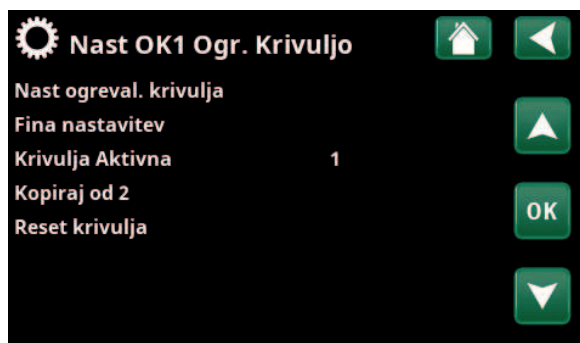 Nast OK1 Ogr. Krivuljo
Nast ogreval. krivulja
Fina nastavitev
Krivulja Aktivna 1
Kopiraj od 2
OK
Reset krivulja